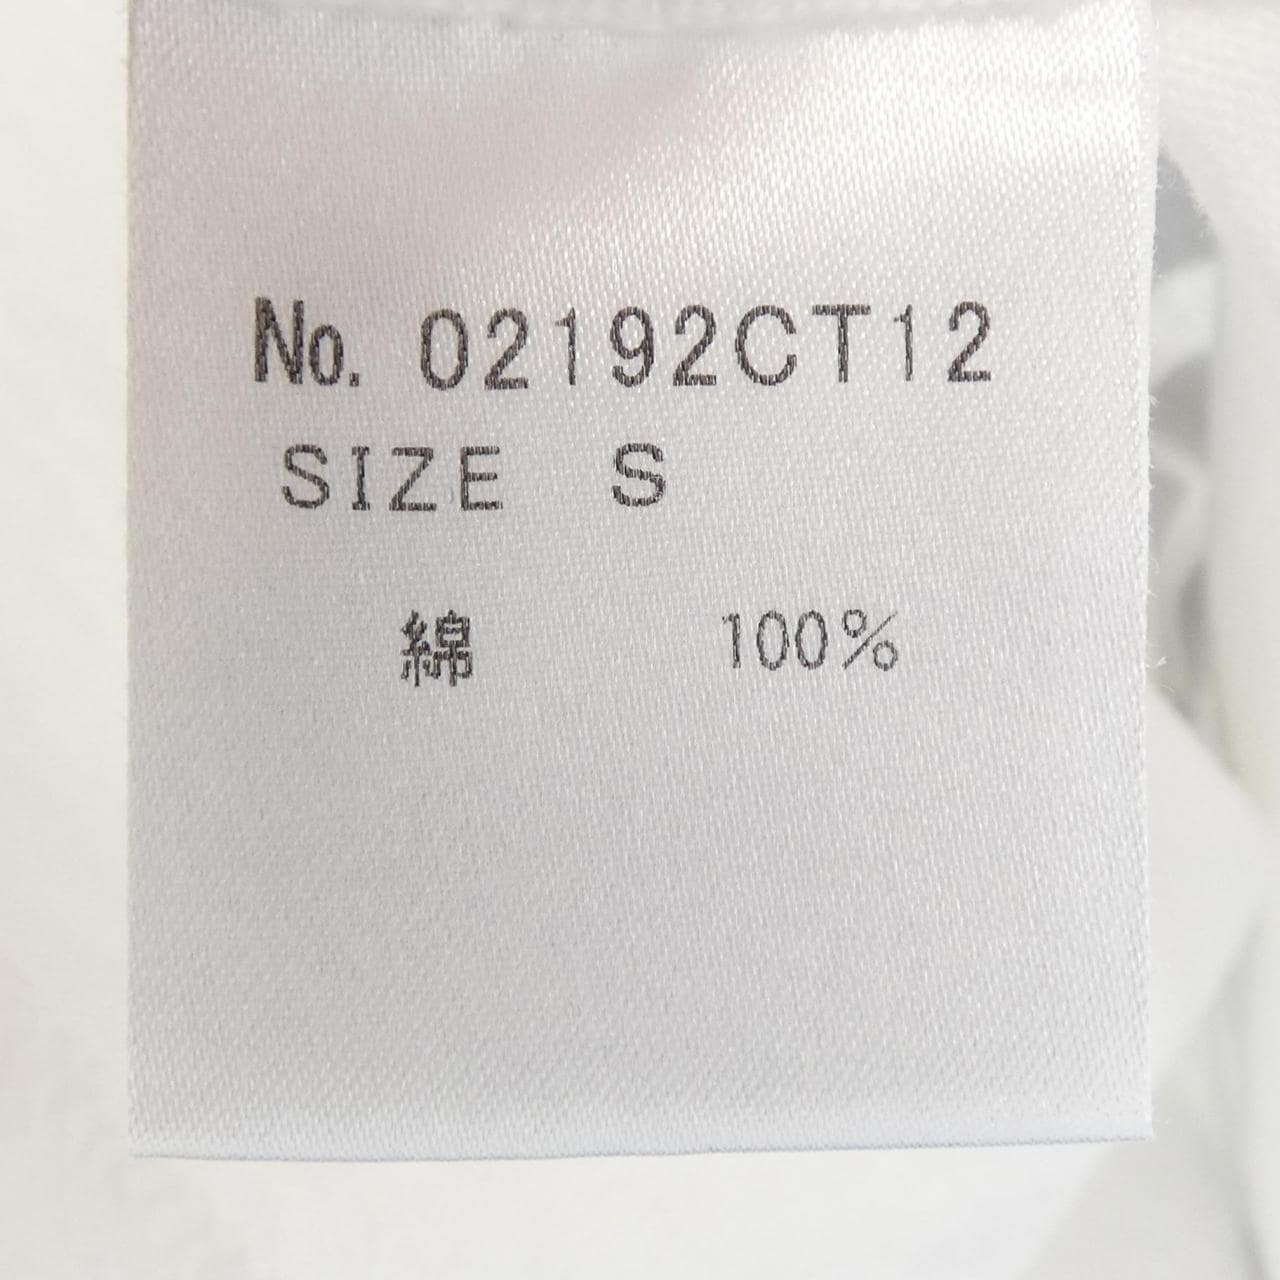 No. 02192CT12
SIZE S
綿 100%